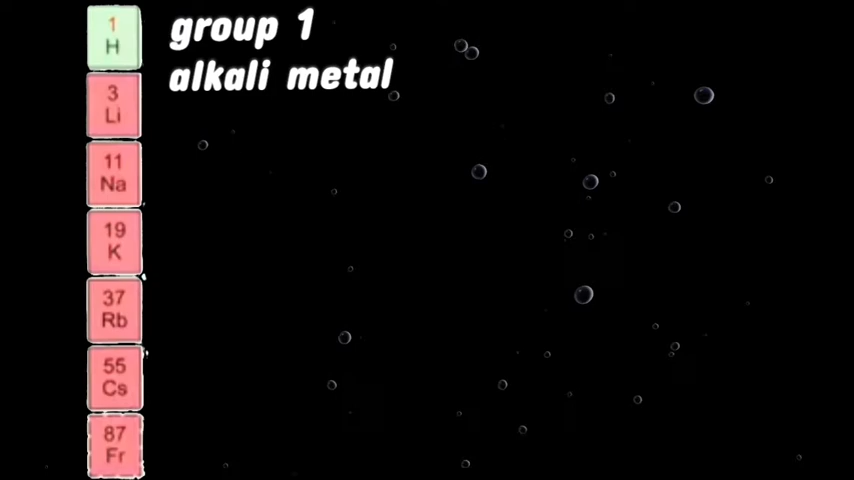 1
H
group 1
alkali metal
3
Li
11
Na
19
K
37
Rb
55
Cs
87
Fr